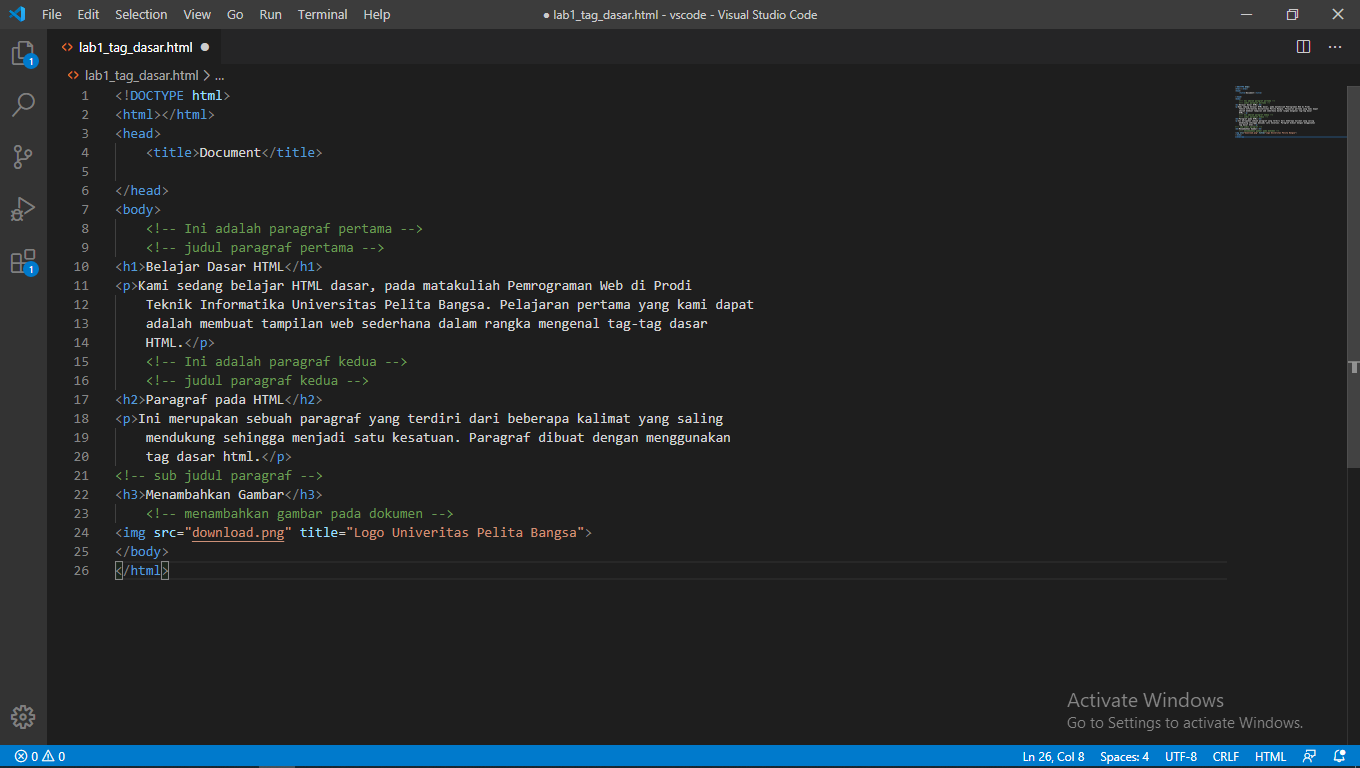 File Edit Selection View Go Run Terminal Help ● lab1_tag_dasar.html - vscode - Visual Studio Code
<> lab1_tag_dasar.html ●
<> lab1_tag_dasar.html > ...
1 <!DOCTYPE html>
2 <html></html>
3 <head>
4 <title>Document</title>
5
6 </head>
7 <body>
8 <!-- Ini adalah paragraf pertama -->
9 <!-- judul paragraf pertama -->
10 <h1>Belajar Dasar HTML</h1>
11 <p>Kami sedang belajar HTML dasar, pada matakuliah Pemrograman Web di Prodi
12 Teknik Informatika Universitas Pelita Bangsa. Pelajaran pertama yang kami dapat
13 adalah membuat tampilan web sederhana dalam rangka mengenal tag-tag dasar
14 HTML.</p>
15 <!-- Ini adalah paragraf kedua -->
16 <!-- judul paragraf kedua -->
17 <h2>Paragraf pada HTML</h2>
18 <p>Ini merupakan sebuah paragraf yang terdiri dari beberapa kalimat yang saling
19 mendukung sehingga menjadi satu kesatuan. Paragraf dibuat dengan menggunakan
20 tag dasar html.</p>
21 <!-- sub judul paragraf -->
22 <h3>Menambahkan Gambar</h3>
23 <!-- menambahkan gambar pada dokumen -->
24 <img src="download.png" title="Logo Univeritas Pelita Bangsa">
25 </body>
26 </html>
1
1
Activate Windows
Go to Settings to activate Windows.
0 0 Ln 26, Col 8 Spaces: 4 UTF-8 CRLF HTML